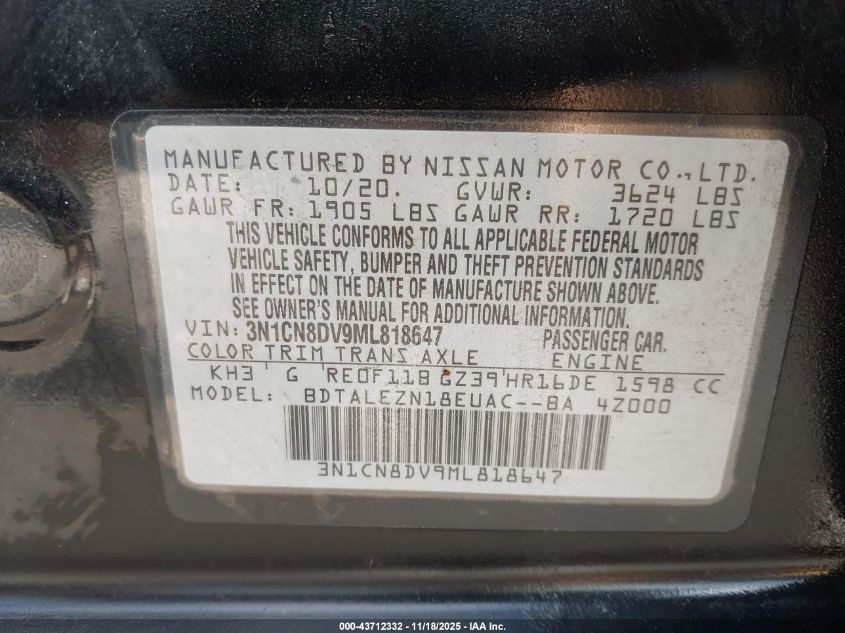 MANUFACTURED BY NISSAN MOTOR CO., LTD.
DATE: 10/20. GVWR: 3624 LBS
GAWR FR: 1905 LBS GAWR RR: 1720 LBS
THIS VEHICLE CONFORMS TO ALL APPLICABLE FEDERAL MOTOR
VEHICLE SAFETY, BUMPER AND THEFT PREVENTION STANDARDS
IN EFFECT ON THE DATE OF MANUFACTURE SHOWN ABOVE.
SEE OWNER'S MANUAL FOR ADDITIONAL INFORMATION.
VIN: 3N1CN8DV9ML818647 PASSENGER CAR.
COLOR TRIM TRANS AXLE ENGINE
KH3 G RE0F11B GZ39 HR16DE 1598 CC
MODEL: BDTALEZN18EUAC--BA 4Z000
3N1CN8DV9ML818647
000-43712332 - 11/18/2025 - IAA Inc.